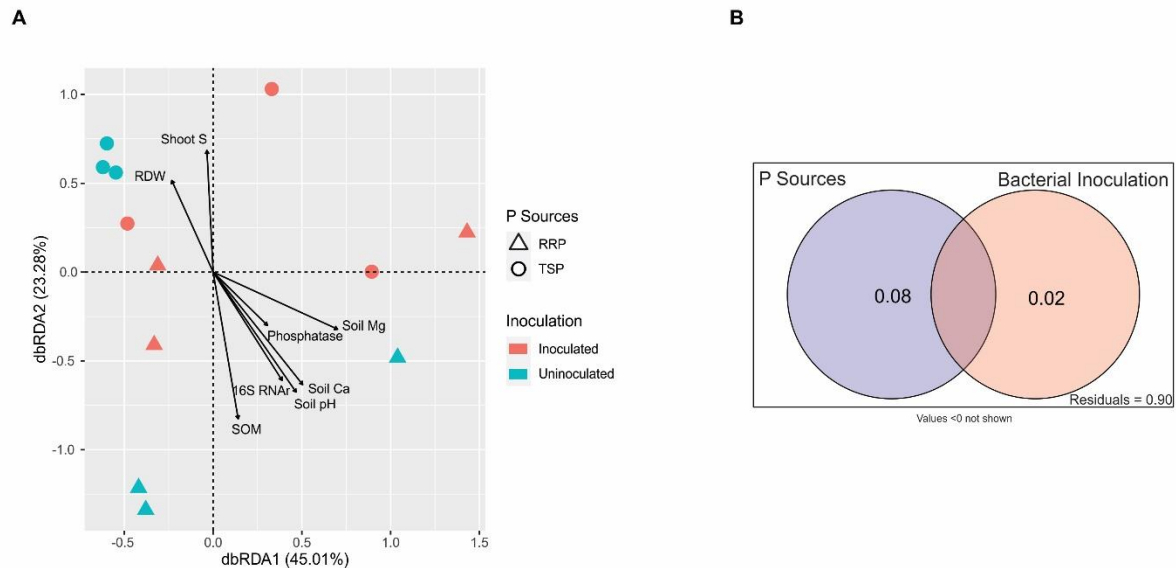 A
B
1.0
0.5
0.0
-0.5
-1.0
dbRDA2 (23.28%)
Shoot S
RDW
Phosphatase
Soil Mg
16S RNAr
Soil Ca
Soil pH
SOM
-0.5
0.0
0.5
1.0
1.5
dbRDA1 (45.01%)
P Sources
RRP
TSP
Inoculation
Inoculated
Uninoculated
P Sources
Bacterial Inoculation
0.08
0.02
Residuals = 0.90
Values <0 not shown